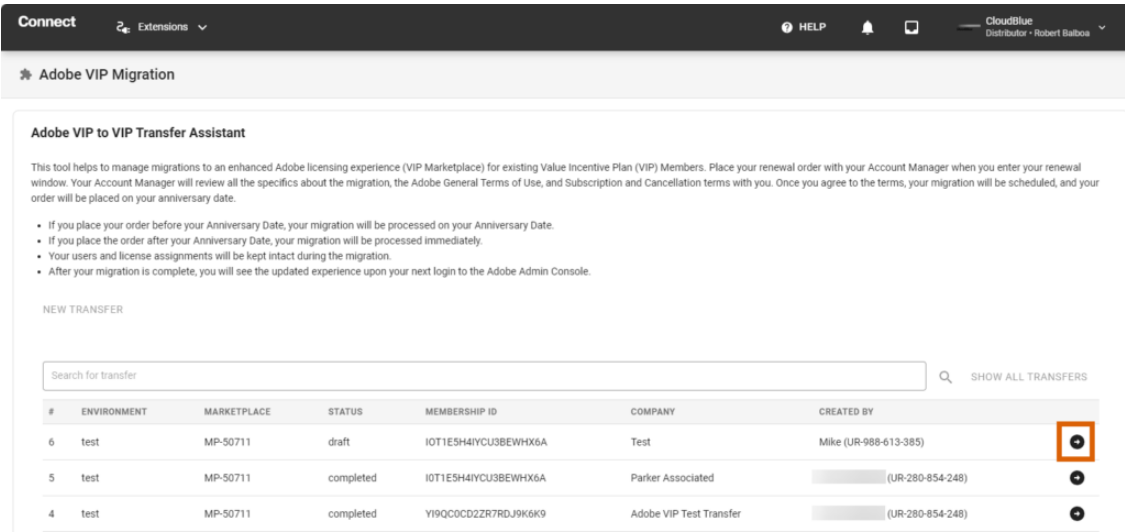 Connect Extensions HELP CloudBlue
Distributor • Robert Balboa
Adobe VIP Migration
Adobe VIP to VIP Transfer Assistant
This tool helps to manage migrations to an enhanced Adobe licensing experience (VIP Marketplace) for existing Value Incentive Plan (VIP) Members. Place your renewal order with your Account Manager when you enter your renewal
window. Your Account Manager will review all the specifics about the migration, the Adobe General Terms of Use, and Subscription and Cancellation terms with you. Once you agree to the terms, your migration will be scheduled, and your
order will be placed on your anniversary date.
• If you place your order before your Anniversary Date, your migration will be processed on your Anniversary Date.
• If you place the order after your Anniversary Date, your migration will be processed immediately.
• Your users and license assignments will be kept intact during the migration.
• After your migration is complete, you will see the updated experience upon your next login to the Adobe Admin Console.
NEW TRANSFER
Search for transfer SHOW ALL TRANSFERS
# ENVIRONMENT MARKETPLACE STATUS MEMBERSHIP ID COMPANY CREATED BY
6 test MP-50711 draft IOT1E5H4IYCU3BEWHX6A Test Mike (UR-988-613-385)
5 test MP-50711 completed I0T1E5H4IYCU3BEWHX6A Parker Associated (UR-280-854-248)
4 test MP-50711 completed YI9QC0CD2ZR7RDJ9K6K9 Adobe VIP Test Transfer (UR-280-854-248)